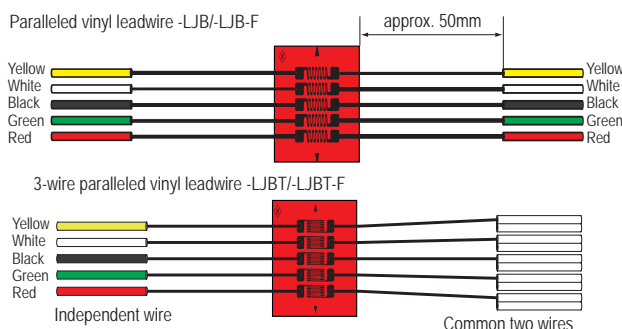 Paralleled vinyl leadwire -LJB/-LJB-F
approx. 50mm
Yellow
White
Black
Green
Red
Yellow
White
Black
Green
Red
3-wire paralleled vinyl leadwire -LJBT/-LJBT-F
Yellow
White
Black
Green
Red
Independent wire
Common two wires